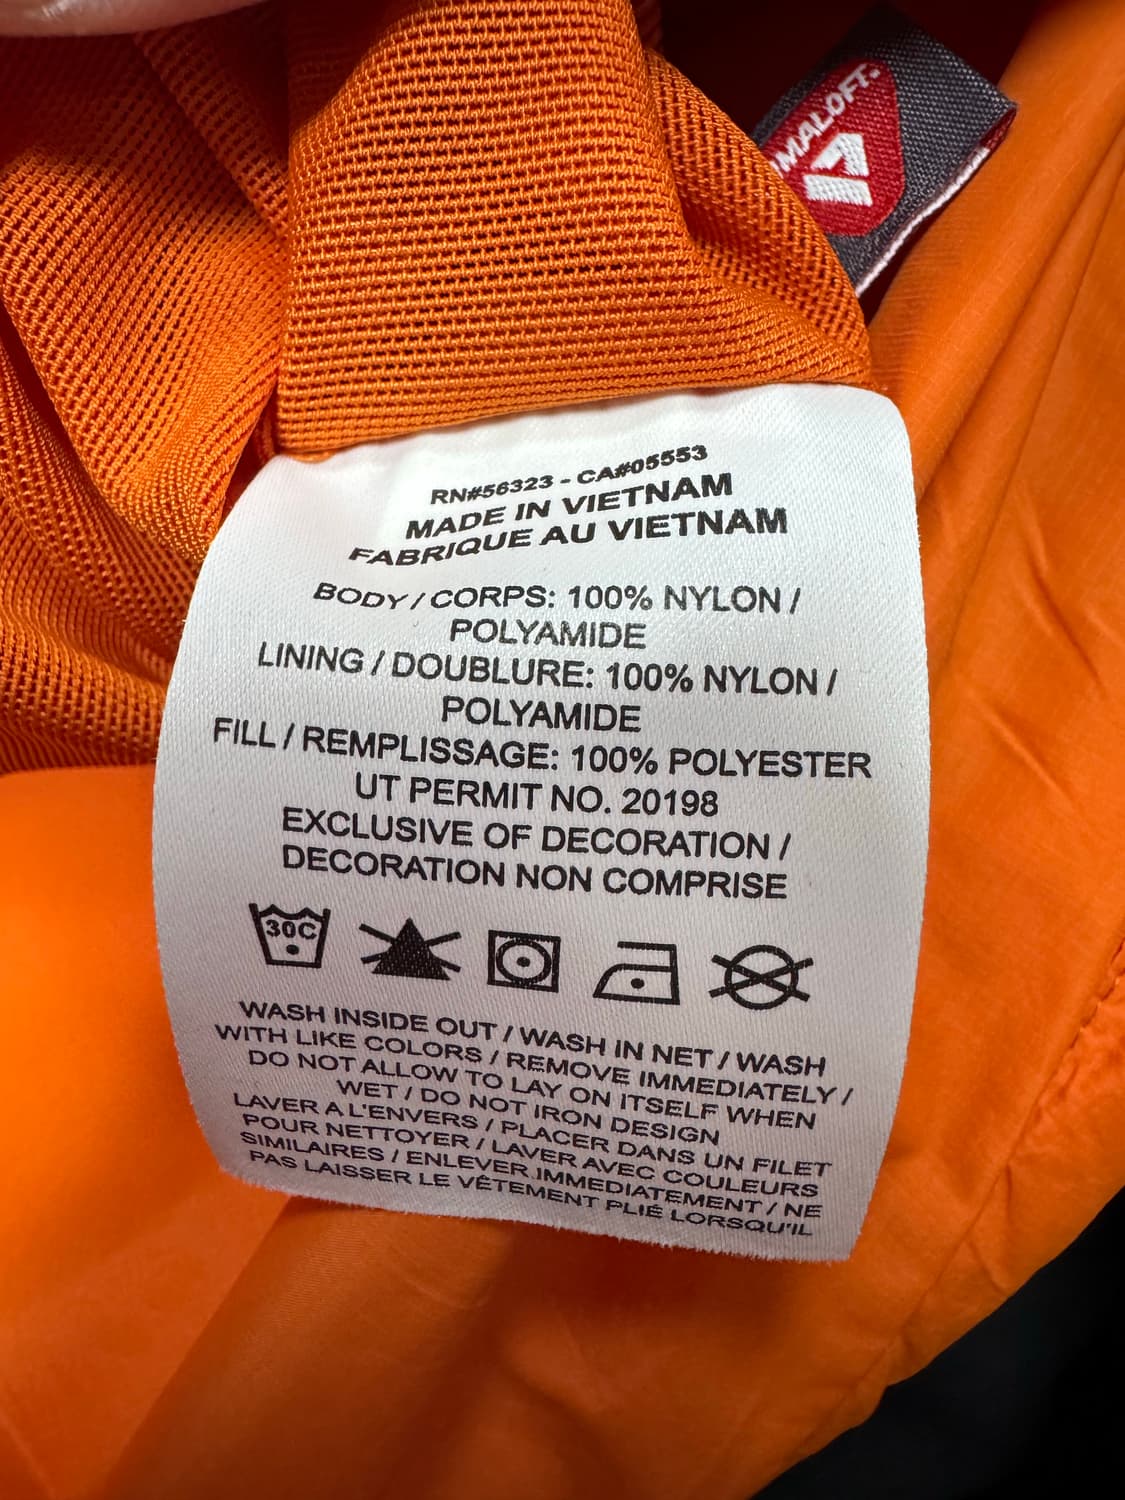 RN#56323 - CA#05553
MADE IN VIETNAM
FABRIQUE AU VIETNAM
BODY / CORPS: 100% NYLON /
POLYAMIDE
LINING / DOUBLURE: 100% NYLON /
POLYAMIDE
FILL / REMPLISSAGE: 100% POLYESTER
UT PERMIT NO. 20198
EXCLUSIVE OF DECORATION /
DECORATION NON COMPRISE
30C
WASH INSIDE OUT / WASH IN NET / WASH
WITH LIKE COLORS / REMOVE IMMEDIATELY /
DO NOT ALLOW TO LAY ON ITSELF WHEN
WET / DO NOT IRON DESIGN
LAVER A L'ENVERS / PLACER DANS UN FILET
POUR NETTOYER / LAVER AVEC COULEURS
SIMILAIRES / ENLEVER IMMEDIATEMENT / NE
PAS LAISSER LE VÊTEMENT PLIÉ LORSQU'IL